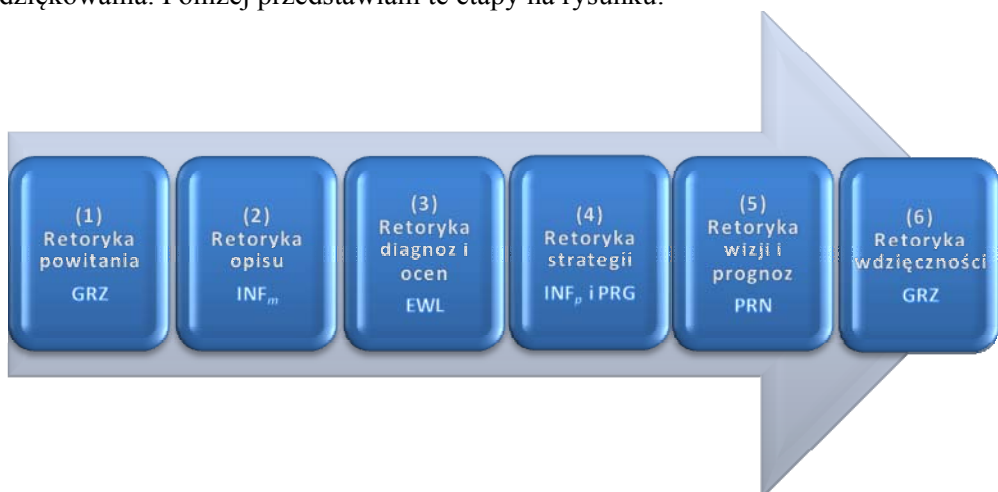 dziękowania. Poniżej przedstawiam te etapy na rysunku.
(1)
Retoryka
powitania
GRZ
(2)
Retoryka
opisu
INFm
(3)
Retoryka
diagnoz i
ocen
EWL
(4)
Retoryka
strategii
INFp i PRG
(5)
Retoryka
wizji i
prognoz
PRN
(6)
Retoryka
wdzięczności
GRZ